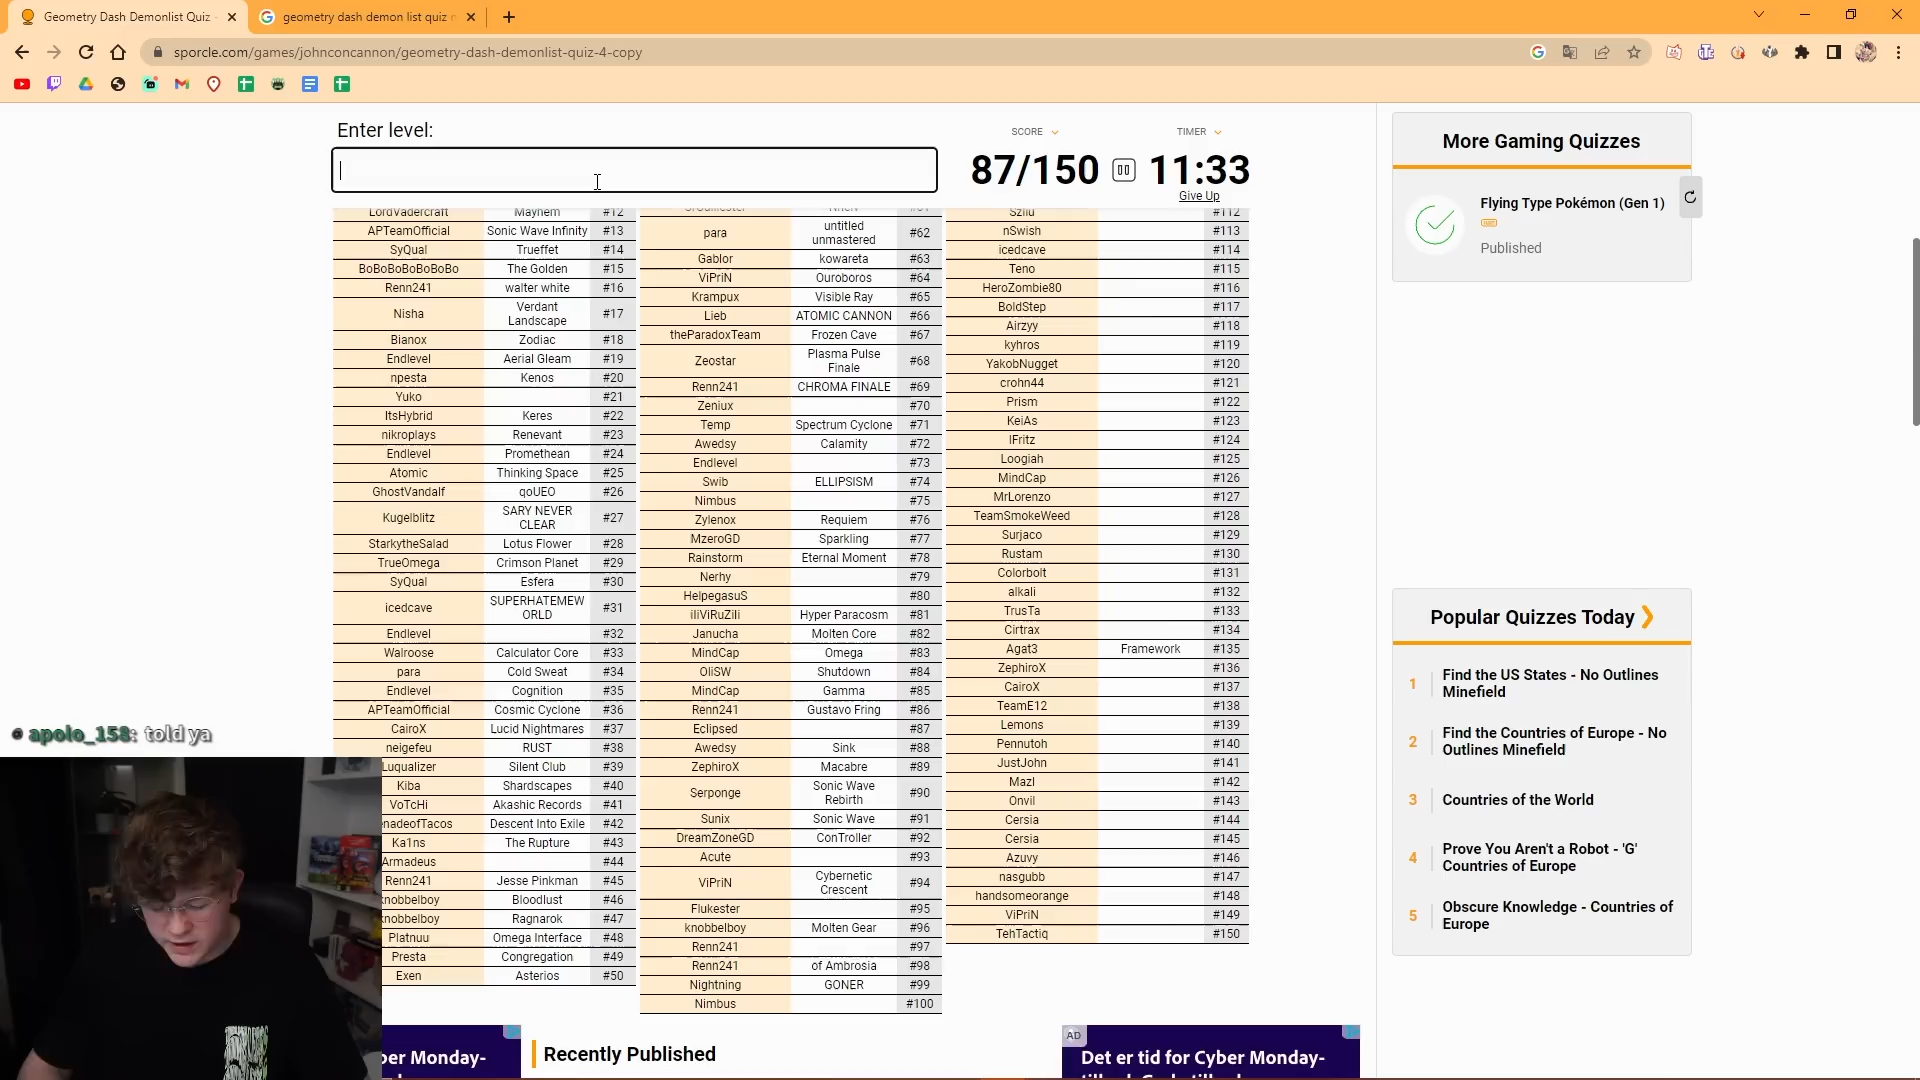 Geometry Dash Demonlist Quiz -
geometry dash demon list quiz n
sporcle.com/games/johnconcannon/geometry-dash-demonlist-quiz-4-copy
Enter level:
SCORE
TIMER
87/150
11:33
Give Up
LordVadercraft Mayhem #12
APTeamOfficial Sonic Wave Infinity #13
SyQual Trueffet #14
BoBoBoBoBoBoBo The Golden #15
Renn241 walter white #16
Nisha Verdant Landscape #17
Bianox Zodiac #18
Endlevel Aerial Gleam #19
npesta Kenos #20
Yuko #21
ItsHybrid Keres #22
nikroplays Renevant #23
Endlevel Promethean #24
Atomic Thinking Space #25
GhostVandalf qoUEO #26
Kugelblitz SARY NEVER CLEAR #27
StarkytheSalad Lotus Flower #28
TrueOmega Crimson Planet #29
SyQual Esfera #30
icedcave SUPERHATEMEW ORLD #31
Endlevel #32
Walroose Calculator Core #33
para Cold Sweat #34
Endlevel Cognition #35
APTeamOfficial Cosmic Cyclone #36
CairoX Lucid Nightmares #37
neigefeu RUST #38
Luqualizer Silent Club #39
Kiba Shardscapes #40
VoTcHi Akashic Records #41
enadeofTacos Descent Into Exile #42
Ka1ns The Rupture #43
Armadeus #44
Renn241 Jesse Pinkman #45
knobbelboy Bloodlust #46
knobbelboy Ragnarok #47
Platnuu Omega Interface #48
Presta Congregation #49
Exen Asterios #50
para untitled unmastered #62
Gablor kowareta #63
ViPriN Ouroboros #64
Krampux Visible Ray #65
Lieb ATOMIC CANNON #66
theParadoxTeam Frozen Cave #67
Zeostar Plasma Pulse Finale #68
Renn241 CHROMA FINALE #69
Zeniux #70
Temp Spectrum Cyclone #71
Awedsy Calamity #72
Endlevel #73
Swib ELLIPSISM #74
Nimbus #75
Zylenox Requiem #76
MzeroGD Sparkling #77
Rainstorm Eternal Moment #78
Nerhy #79
HelpegasuS #80
iIiViRuZiIi Hyper Paracosm #81
Janucha Molten Core #82
MindCap Omega #83
OliSW Shutdown #84
MindCap Gamma #85
Renn241 Gustavo Fring #86
Eclipsed #87
Awedsy Sink #88
ZephiroX Macabre #89
Serponge Sonic Wave Rebirth #90
Sunix Sonic Wave #91
DreamZoneGD ConTroller #92
Acute #93
ViPriN Cybernetic Crescent #94
Flukester #95
knobbelboy Molten Gear #96
Renn241 #97
Renn241 of Ambrosia #98
Nightning GONER #99
Nimbus #100
Szilu #112
nSwish #113
icedcave #114
Teno #115
HeroZombie80 #116
BoldStep #117
Airzyy #118
kyhros #119
YakobNugget #120
crohn44 #121
Prism #122
KeiAs #123
IFritz #124
Loogiah #125
MindCap #126
MrLorenzo #127
TeamSmokeWeed #128
Surjaco #129
Rustam #130
Colorbolt #131
alkali #132
TrusTa #133
Cirtrax #134
Agat3 Framework #135
ZephiroX #136
CairoX #137
TeamE12 #138
Lemons #139
Pennutoh #140
JustJohn #141
MazI #142
Onvil #143
Cersia #144
Cersia #145
Azuvy #146
nasgubb #147
handsomeorange #148
ViPriN #149
TehTactiq #150
More Gaming Quizzes
Flying Type Pokémon (Gen 1)
Published
Popular Quizzes Today
1 Find the US States - No Outlines Minefield
2 Find the Countries of Europe - No Outlines Minefield
3 Countries of the World
4 Prove You Aren't a Robot - 'G' Countries of Europe
5 Obscure Knowledge - Countries of Europe
apolo_158: told ya
ber Monday-
Recently Published
AD
Det er tid for Cyber Monday-